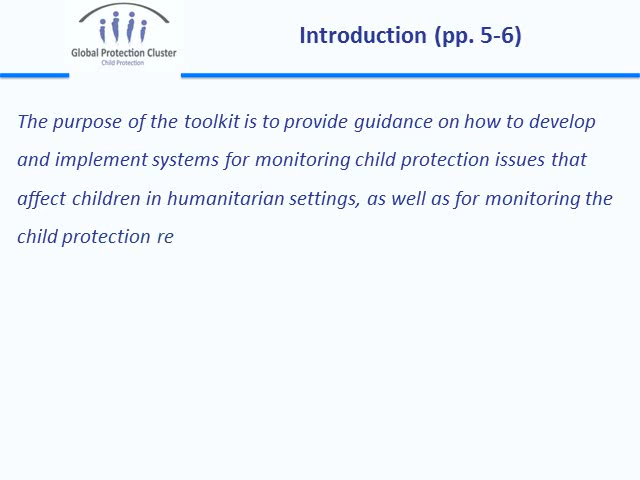 Global Protection Cluster
Child Protection
Introduction (pp. 5-6)
The purpose of the toolkit is to provide guidance on how to develop
and implement systems for monitoring child protection issues that
affect children in humanitarian settings, as well as for monitoring the
child protection re